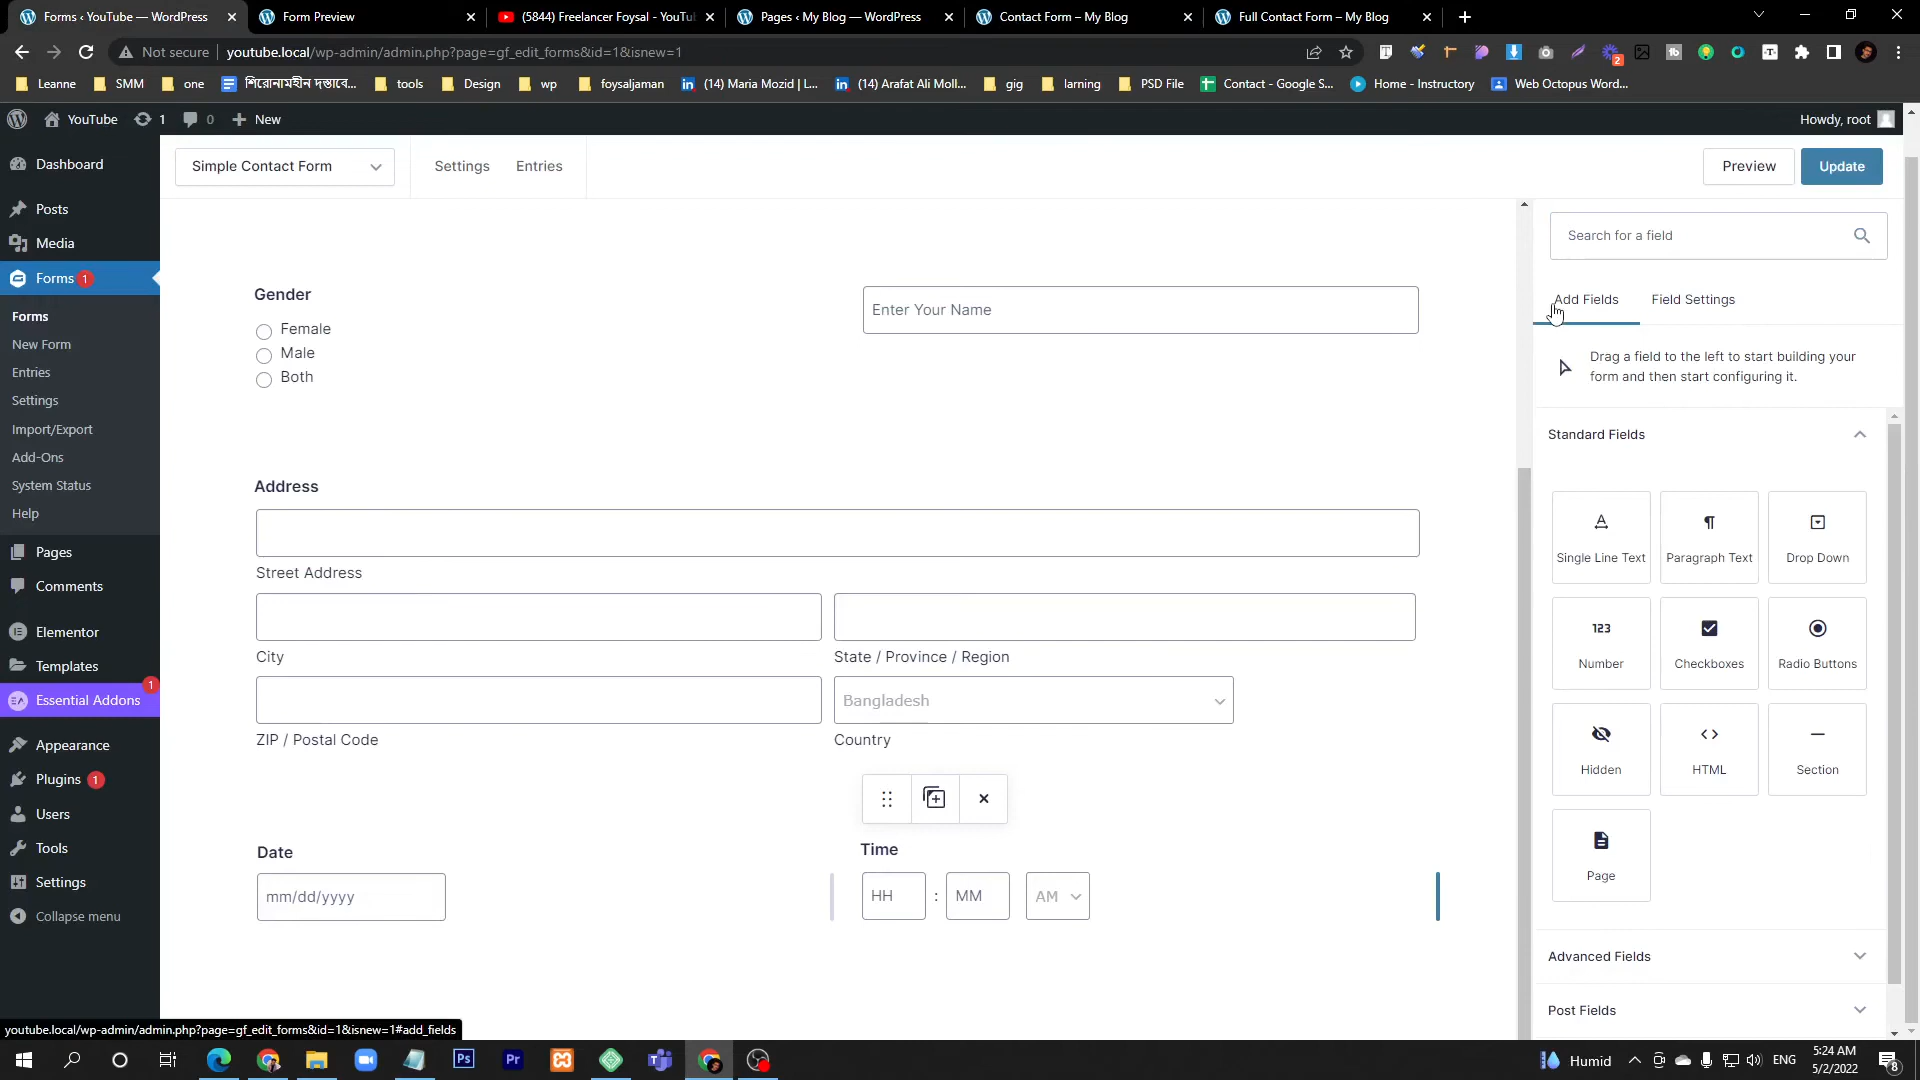 Forms ‹ YouTube — WordPress
Form Preview
(5844) Freelancer Foysal - YouTu
Pages ‹ My Blog — WordPress
Contact Form – My Blog
Full Contact Form – My Blog
Not secure
youtube.local/wp-admin/admin.php?page=gf_edit_forms&id=1&isnew=1
2
Leanne
SMM
one
শিরোনামহীন দস্তাবে...
tools
Design
wp
foysaljaman
(14) Maria Mozid | L...
(14) Arafat Ali Moll...
gig
larning
PSD File
Contact - Google S...
Home - Instructory
Web Octopus Word...
YouTube
1
0
New
Howdy, root
Dashboard
Posts
Media
Forms 1
Forms
New Form
Entries
Settings
Import/Export
Add-Ons
System Status
Help
Pages
Comments
Elementor
Templates
Essential Addons
1
Appearance
Plugins 1
Users
Tools
Settings
Collapse menu
Simple Contact Form
Settings
Entries
Preview
Update
Gender
Female
Male
Both
Enter Your Name
Address
Street Address
City
State / Province / Region
ZIP / Postal Code
Bangladesh
Country
Date
mm/dd/yyyy
Time
HH : MM AM
Search for a field
Add Fields
Field Settings
Drag a field to the left to start building your
form and then start configuring it.
Standard Fields
Single Line Text
Paragraph Text
Drop Down
123
Number
Checkboxes
Radio Buttons
Hidden
HTML
Section
Page
Advanced Fields
Post Fields
youtube.local/wp-admin/admin.php?page=gf_edit_forms&id=1&isnew=1#add_fields
Ps
Pr
Humid
ENG
5:24 AM
5/2/2022
8